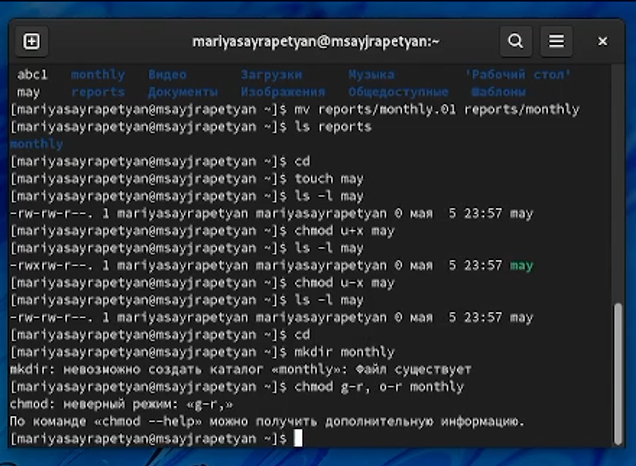 mariyasayrapetyan@msayjrapetyan:~
abc1 monthly Видео Загрузки Музыка 'Рабочий стол'
may reports Документы Изображения Общедоступные Шаблоны
[mariyasayrapetyan@msayjrapetyan ~]$ mv reports/monthly.01 reports/monthly
[mariyasayrapetyan@msayjrapetyan ~]$ ls reports
monthly
[mariyasayrapetyan@msayjrapetyan ~]$ cd
[mariyasayrapetyan@msayjrapetyan ~]$ touch may
[mariyasayrapetyan@msayjrapetyan ~]$ ls -l may
-rw-rw-r--. 1 mariyasayrapetyan mariyasayrapetyan 0 мая  5 23:57 may
[mariyasayrapetyan@msayjrapetyan ~]$ chmod u+x may
[mariyasayrapetyan@msayjrapetyan ~]$ ls -l may
-rwxrw-r--. 1 mariyasayrapetyan mariyasayrapetyan 0 мая  5 23:57 may
[mariyasayrapetyan@msayjrapetyan ~]$ chmod u-x may
[mariyasayrapetyan@msayjrapetyan ~]$ ls -l may
-rw-rw-r--. 1 mariyasayrapetyan mariyasayrapetyan 0 мая  5 23:57 may
[mariyasayrapetyan@msayjrapetyan ~]$ cd
[mariyasayrapetyan@msayjrapetyan ~]$ mkdir monthly
mkdir: невозможно создать каталог «monthly»: Файл существует
[mariyasayrapetyan@msayjrapetyan ~]$ chmod g-r, o-r monthly
chmod: неверный режим: «g-r,»
По команде «chmod --help» можно получить дополнительную информацию.
[mariyasayrapetyan@msayjrapetyan ~]$